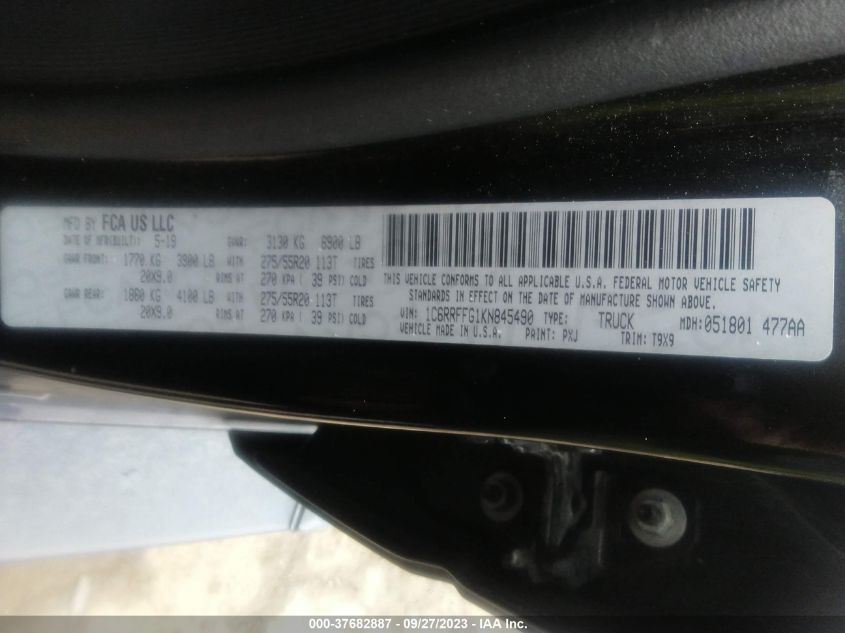 MFD BY FCA US LLC
DATE OF MFR(BUILT): 5-19 GVWR: 3130 KG 6900 LB
GAWR FRONT: 1770 KG 3900 LB WITH 275/55R20 113T TIRES
20X9.0 RIMS AT 270 KPA ( 39 PSI) COLD
GAWR REAR: 1860 KG 4100 LB WITH 275/55R20 113T TIRES
20X9.0 RIMS AT 270 KPA ( 39 PSI) COLD
THIS VEHICLE CONFORMS TO ALL APPLICABLE U.S.A. FEDERAL MOTOR VEHICLE SAFETY
STANDARDS IN EFFECT ON THE DATE OF MANUFACTURE SHOWN ABOVE.
VIN: 1C6RRFFG1KN845490 TYPE: TRUCK MDH:051801 477AA
VEHICLE MADE IN U.S.A. PAINT: PXJ TRIM: T9X9
000-37682887 - 09/27/2023 - IAA Inc.